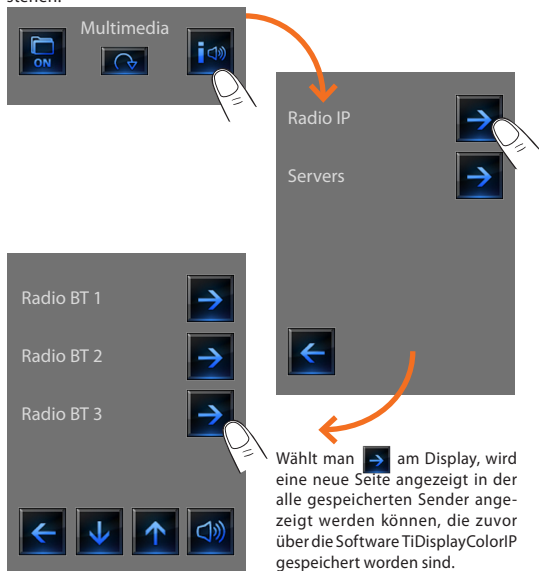 stehen.
Multimedia
ON
i
Radio IP
Servers
Radio BT 1
Radio BT 2
Radio BT 3
Wählt man am Display, wird
eine neue Seite angezeigt in der
alle gespeicherten Sender ange-
zeigt werden können, die zuvor
über die Software TiDisplayColorIP
gespeichert worden sind.